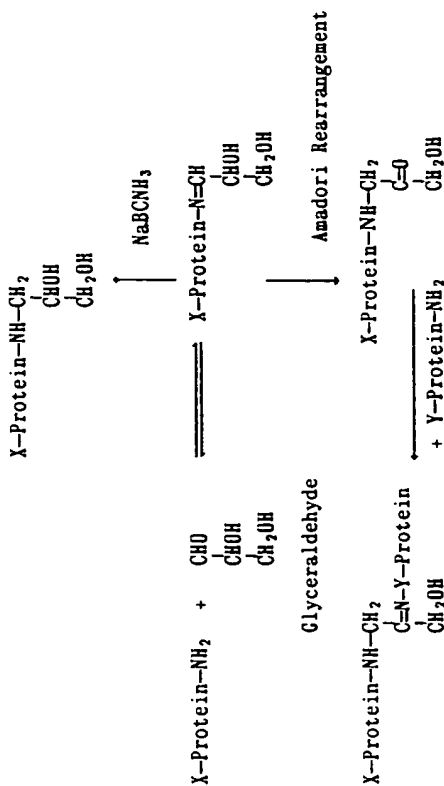 X-Protein-NH-CH₂
CHOH
CH₂OH
NaBCNH₃
X-Protein-NH₂ + CHO
CHOH
CH₂OH
X-Protein-N=CH
CHOH
CH₂OH
Glyceraldehyde
Amadori Rearrangement
X-Protein-NH-CH₂
C=N-Y-Protein
CH₂OH
+ Y-Protein-NH₂
X-Protein-NH-CH₂
C=O
CH₂OH